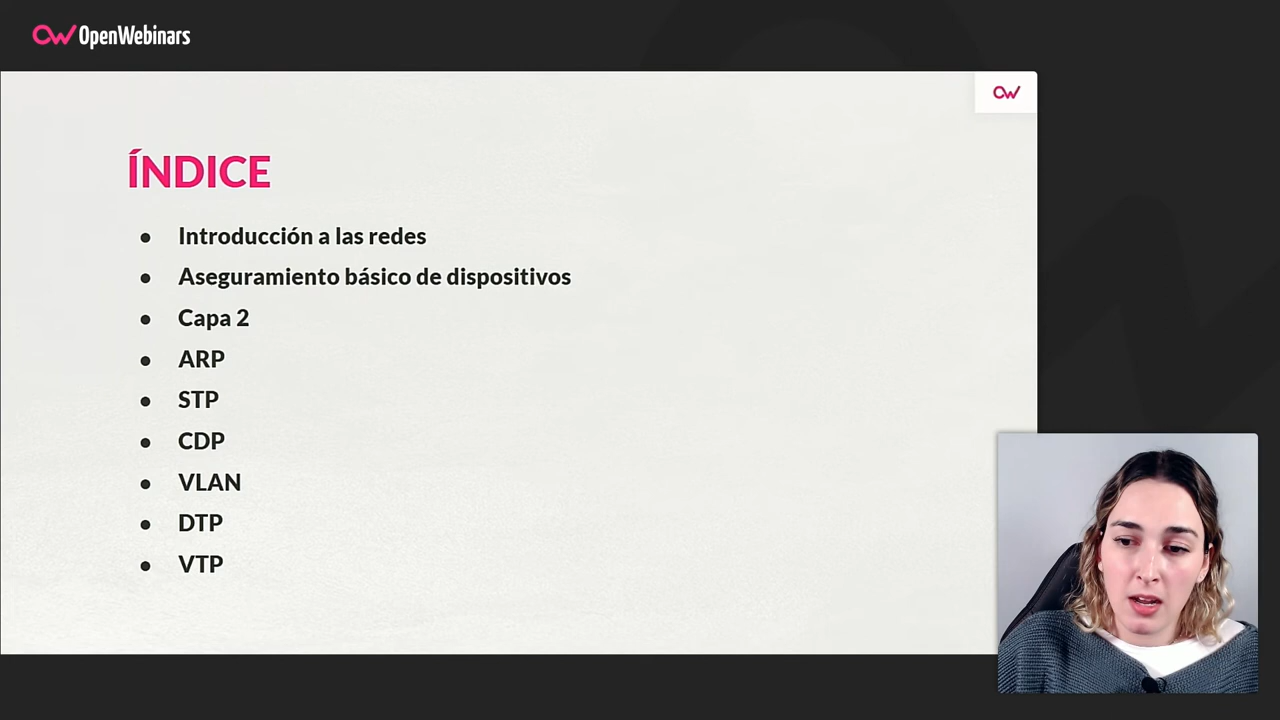 OpenWebinars
ÍNDICE
● Introducción a las redes
● Aseguramiento básico de dispositivos
● Capa 2
● ARP
● STP
● CDP
● VLAN
● DTP
● VTP